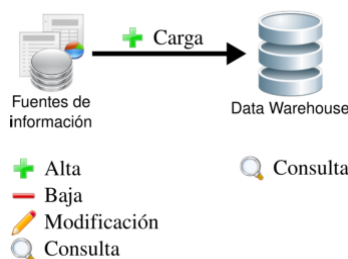 Carga
Fuentes de
información
Data Warehouse
Alta
Baja
Modificación
Consulta
Consulta